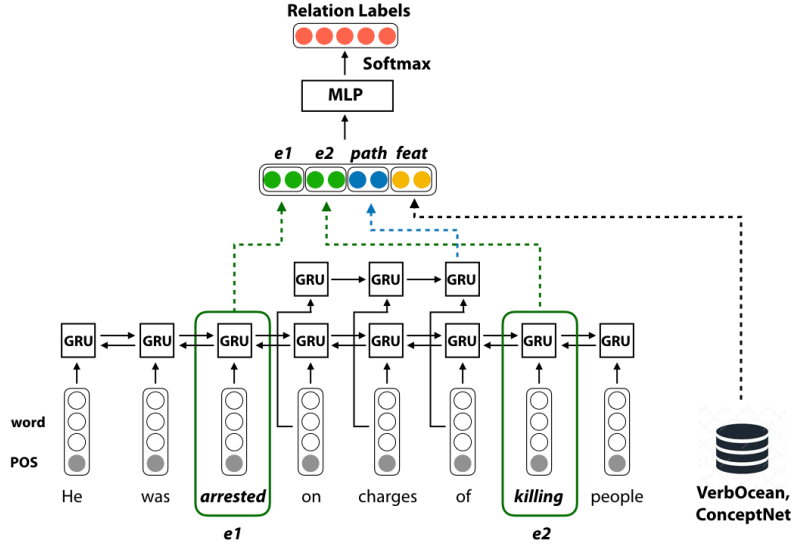 Relation Labels
Softmax
MLP
e1 e2 path feat
GRU GRU GRU
GRU GRU GRU GRU GRU GRU GRU GRU
word
POS
He was arrested on charges of killing people
e1 e2
VerbOcean,
ConceptNet